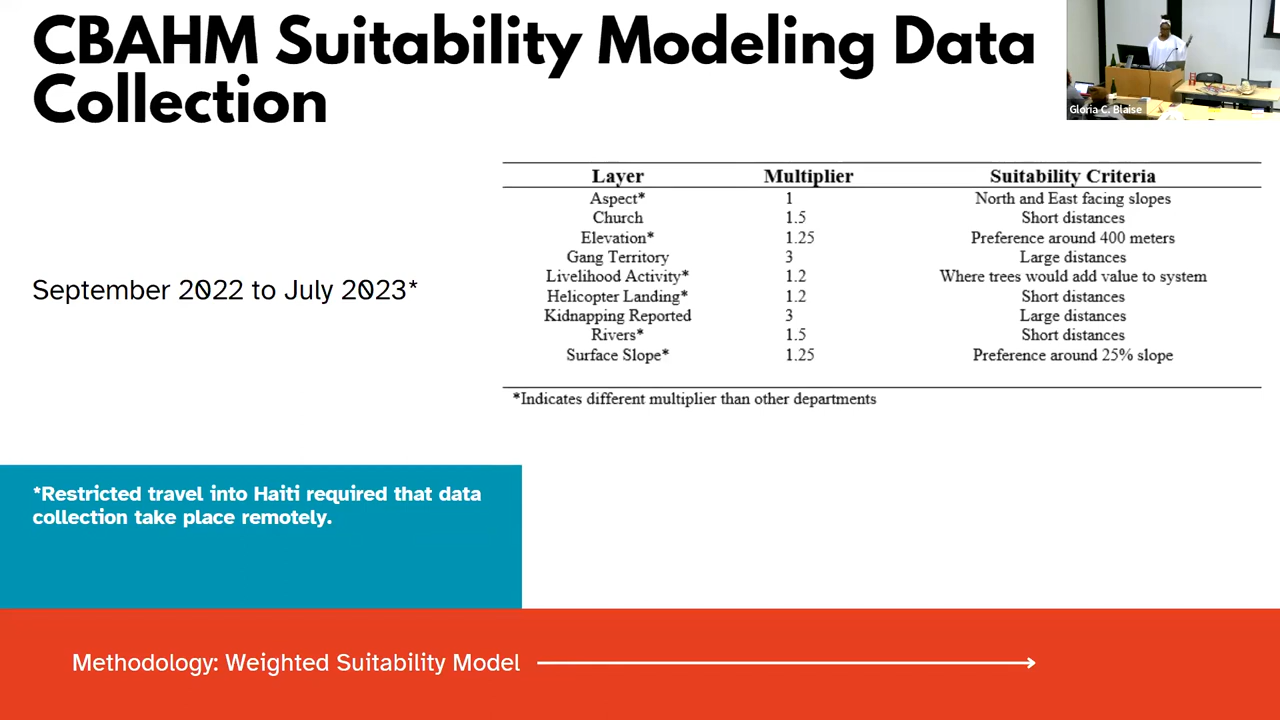 CBAHM Suitability Modeling Data
Collection
Gloria C. Blaise
September 2022 to July 2023*
Layer Multiplier Suitability Criteria
Aspect* 1 North and East facing slopes
Church 1.5 Short distances
Elevation* 1.25 Preference around 400 meters
Gang Territory 3 Large distances
Livelihood Activity* 1.2 Where trees would add value to system
Helicopter Landing* 1.2 Short distances
Kidnapping Reported 3 Large distances
Rivers* 1.5 Short distances
Surface Slope* 1.25 Preference around 25% slope
*Indicates different multiplier than other departments
*Restricted travel into Haiti required that data
collection take place remotely.
Methodology: Weighted Suitability Model